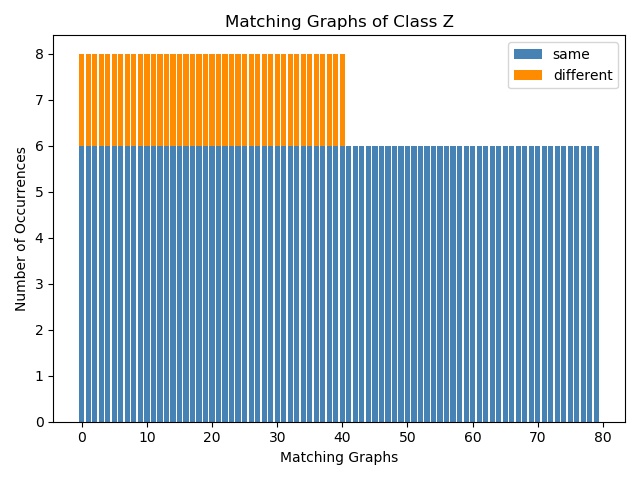 Matching Graphs of Class Z
same
different
8
7
6
5
4
3
2
1
0
Number of Occurrences
0 10 20 30 40 50 60 70 80
Matching Graphs